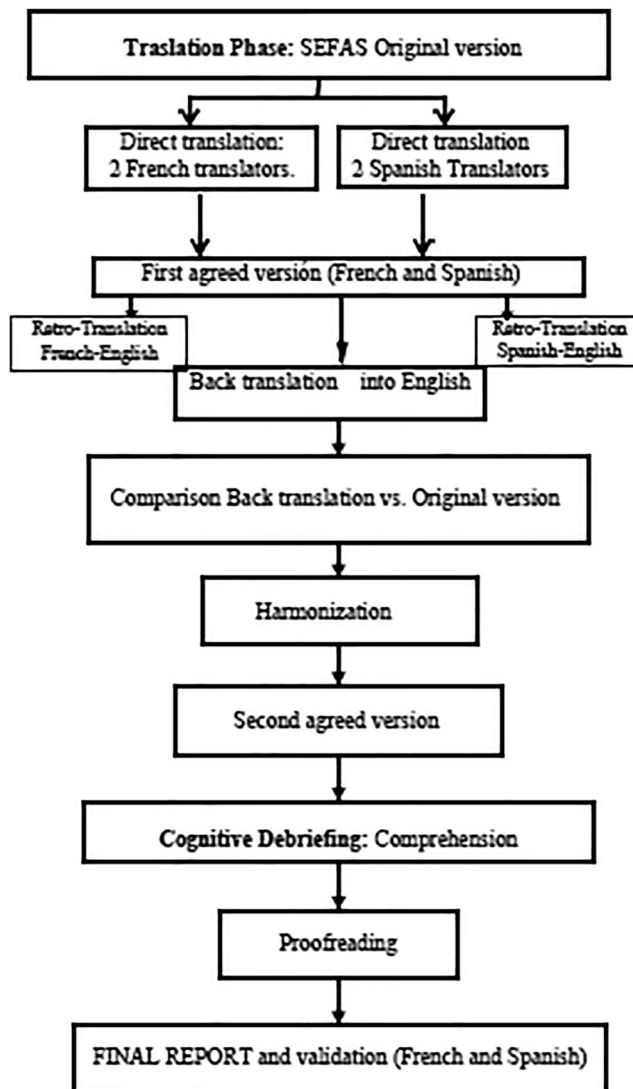 Traslation Phase: SEFAS Original version
Direct translation:
2 French translators.
Direct translation
2 Spanish Translators
First agreed versión (French and Spanish)
Retro-Translation
French-English
Retro-Translation
Spanish-English
Back translation into English
Comparison Back translation vs. Original version
Harmonization
Second agreed version
Cognitive Debriefing: Comprehension
Proofreading
FINAL REPORT and validation (French and Spanish)